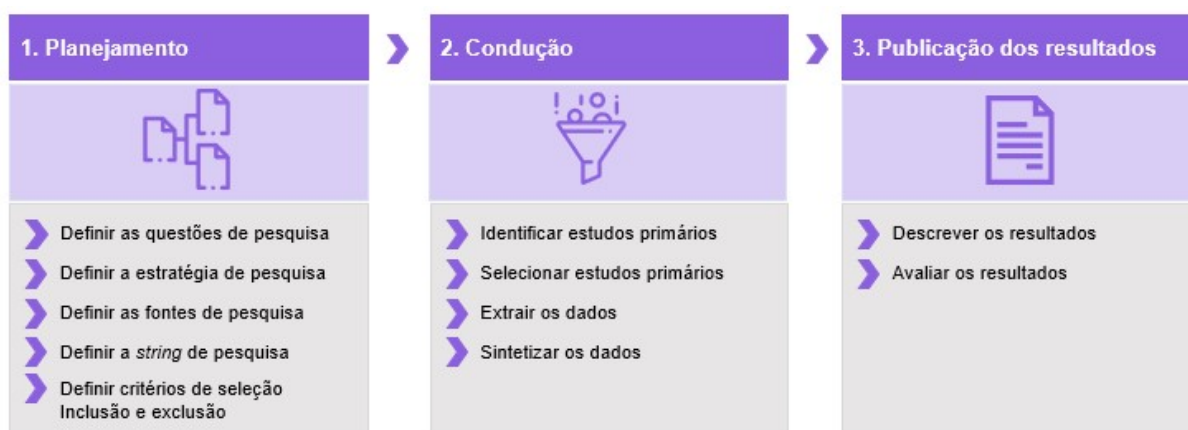 1. Planejamento
Definir as questões de pesquisa
Definir a estratégia de pesquisa
Definir as fontes de pesquisa
Definir a string de pesquisa
Definir critérios de seleção
Inclusão e exclusão
2. Condução
Identificar estudos primários
Selecionar estudos primários
Extrair os dados
Sintetizar os dados
3. Publicação dos resultados
Descrever os resultados
Avaliar os resultados